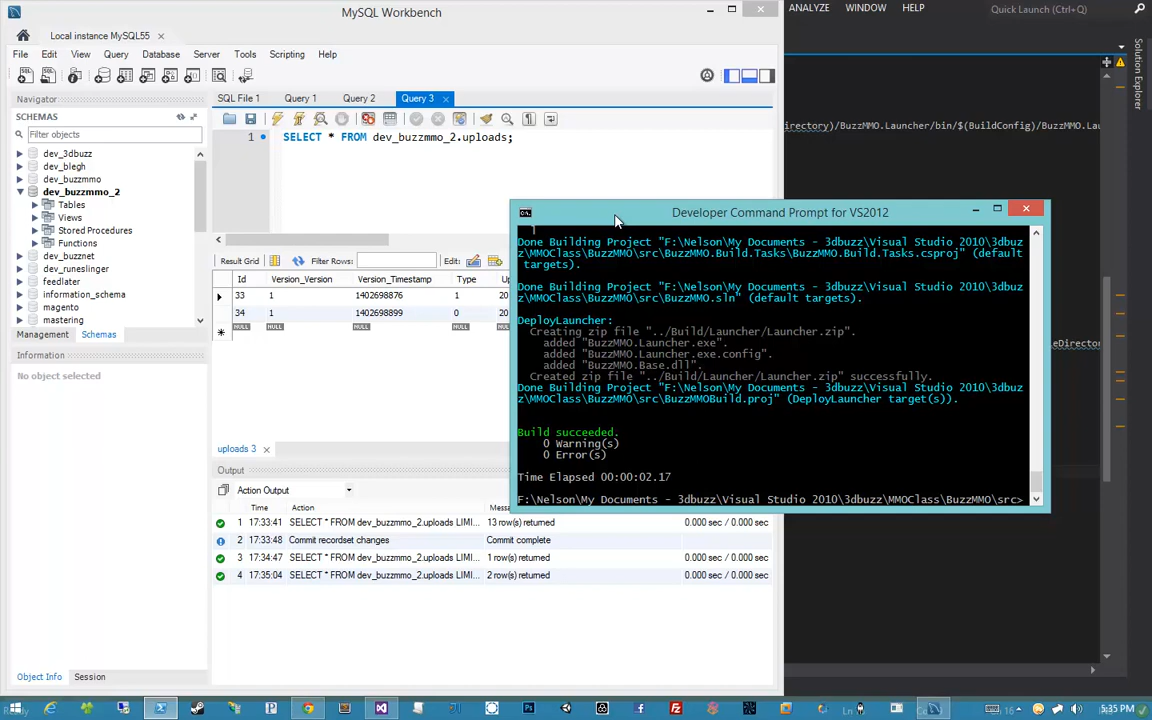 MySQL Workbench
ANALYZE WINDOW HELP
Quick Launch (Ctrl+Q)
Local instance MySQL55
File Edit View Query Database Server Tools Scripting Help
Solution Explorer
Navigator
SQL File 1 Query 1 Query 2 Query 3
SCHEMAS
Filter objects
1 SELECT * FROM dev_buzzmmo_2.uploads;
irectory)/BuzzMMO.Launcher/bin/$(BuildConfig)/BuzzMMO.Lau
dev_3dbuzz
dev_blegh
dev_buzzmmo
dev_buzzmmo_2
Tables
Views
Stored Procedures
Functions
dev_buzznet
dev_runeslinger
feedlater
information_schema
magento
mastering
Management Schemas
Information
No object selected
Object Info Session
Result Grid Filter Rows: Edit:
Id Version_Version Version_Timestamp Type
33 1 1402698876 1 20
34 1 1402698899 0 20
NULL NULL NULL NULL
uploads 3
Developer Command Prompt for VS2012
Done Building Project "F:\Nelson\My Documents - 3dbuzz\Visual Studio 2010\3dbuz
z\MMOClass\BuzzMMO\src\BuzzMMO.Build.Tasks\BuzzMMO.Build.Tasks.csproj" (default
targets).
Done Building Project "F:\Nelson\My Documents - 3dbuzz\Visual Studio 2010\3dbuz
z\MMOClass\BuzzMMO\src\BuzzMMO.sln" (default targets).
DeployLauncher:
Creating zip file "../Build/Launcher/Launcher.zip".
added "BuzzMMO.Launcher.exe".
added "BuzzMMO.Launcher.exe.config".
added "BuzzMMO.Base.dll".
Created zip file "../Build/Launcher/Launcher.zip" successfully.
Done Building Project "F:\Nelson\My Documents - 3dbuzz\Visual Studio 2010\3dbuz
z\MMOClass\BuzzMMO\src\BuzzMMOBuild.proj" (DeployLauncher target(s)).
Build succeeded.
0 Warning(s)
0 Error(s)
Time Elapsed 00:00:02.17
F:\Nelson\My Documents - 3dbuzz\Visual Studio 2010\3dbuzz\MMOClass\BuzzMMO\src>
Output
Action Output
Time Action
1 17:33:41 SELECT * FROM dev_buzzmmo_2.uploads LIMI... 13 row(s) returned 0.000 sec / 0.000 sec
2 17:33:48 Commit recordset changes Commit complete
3 17:34:47 SELECT * FROM dev_buzzmmo_2.uploads LIMI... 1 row(s) returned 0.000 sec / 0.000 sec
4 17:35:04 SELECT * FROM dev_buzzmmo_2.uploads LIMI... 2 row(s) returned 0.000 sec / 0.000 sec
5:35 PM